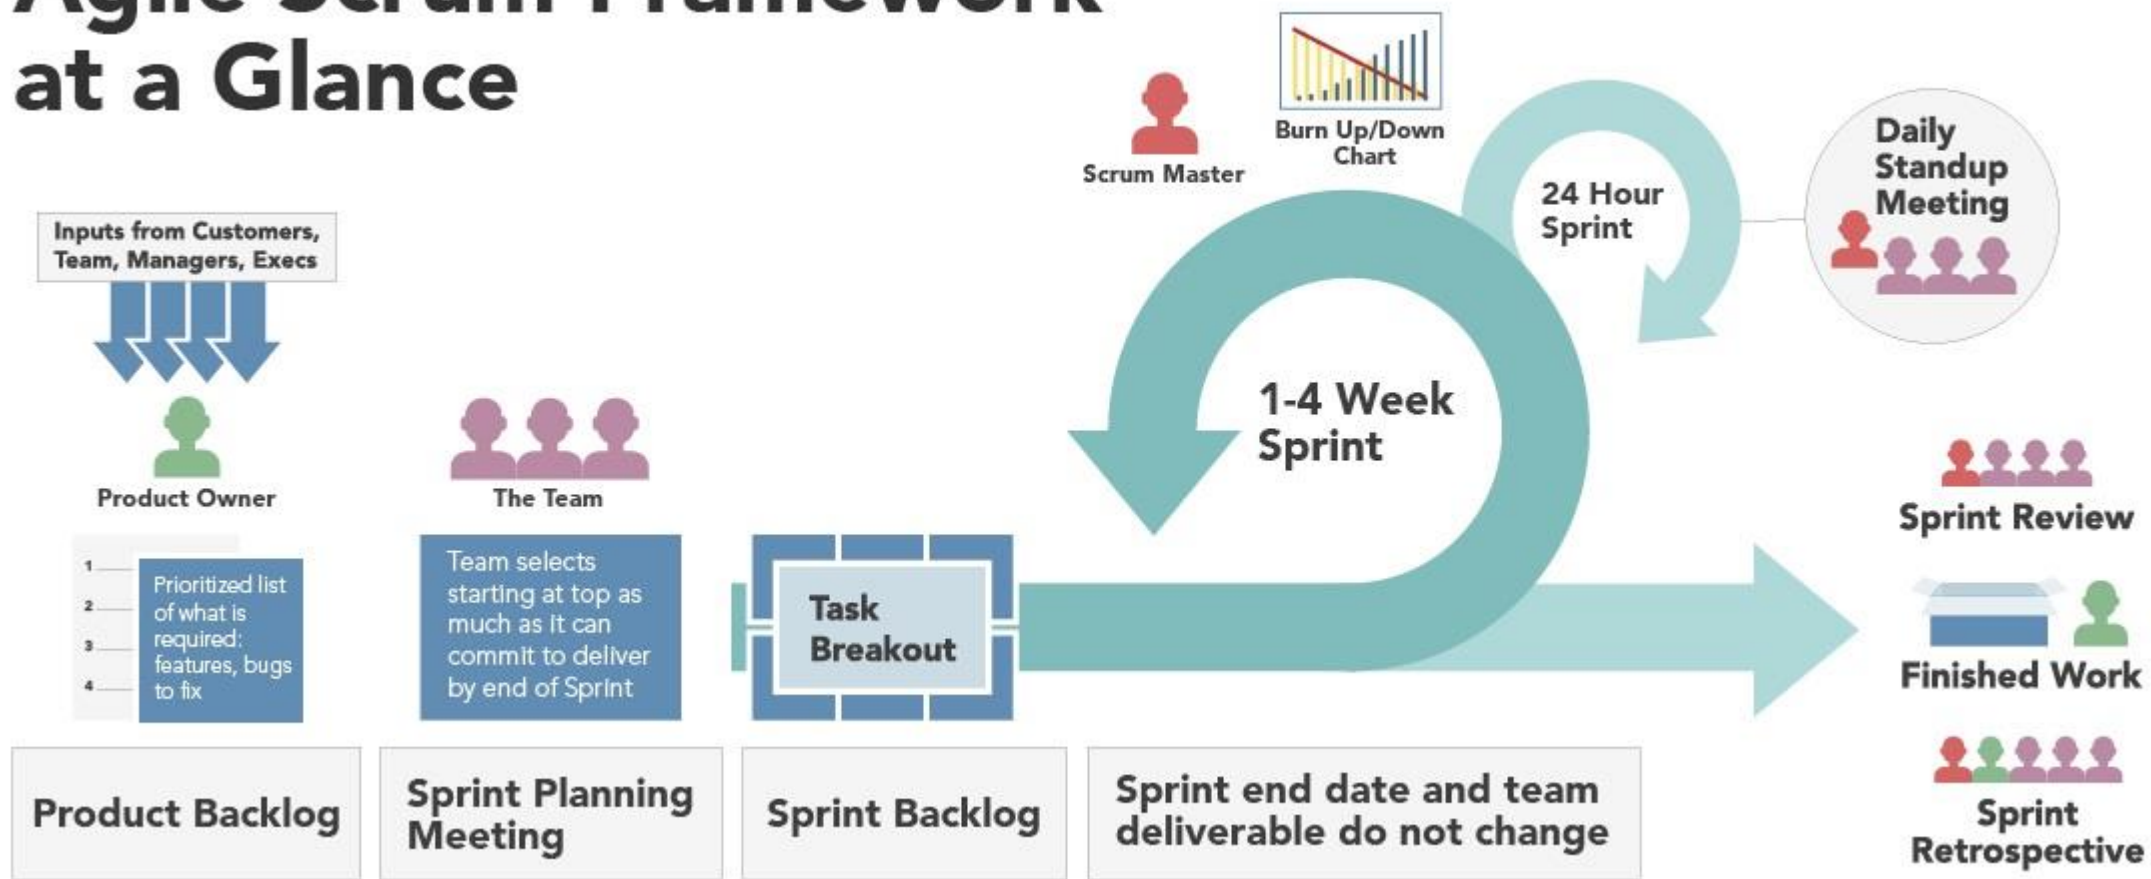 Agile Scrum Framework
at a Glance
Inputs from Customers,
Team, Managers, Execs
Product Owner
1
2
3
4
Prioritized list
of what is
required:
features, bugs
to fix
Product Backlog
The Team
Team selects
starting at top as
much as it can
commit to deliver
by end of Sprint
Sprint Planning
Meeting
Task
Breakout
Sprint Backlog
Scrum Master
Burn Up/Down
Chart
1-4 Week
Sprint
24 Hour
Sprint
Daily
Standup
Meeting
Sprint end date and team
deliverable do not change
Sprint Review
Finished Work
Sprint
Retrospective